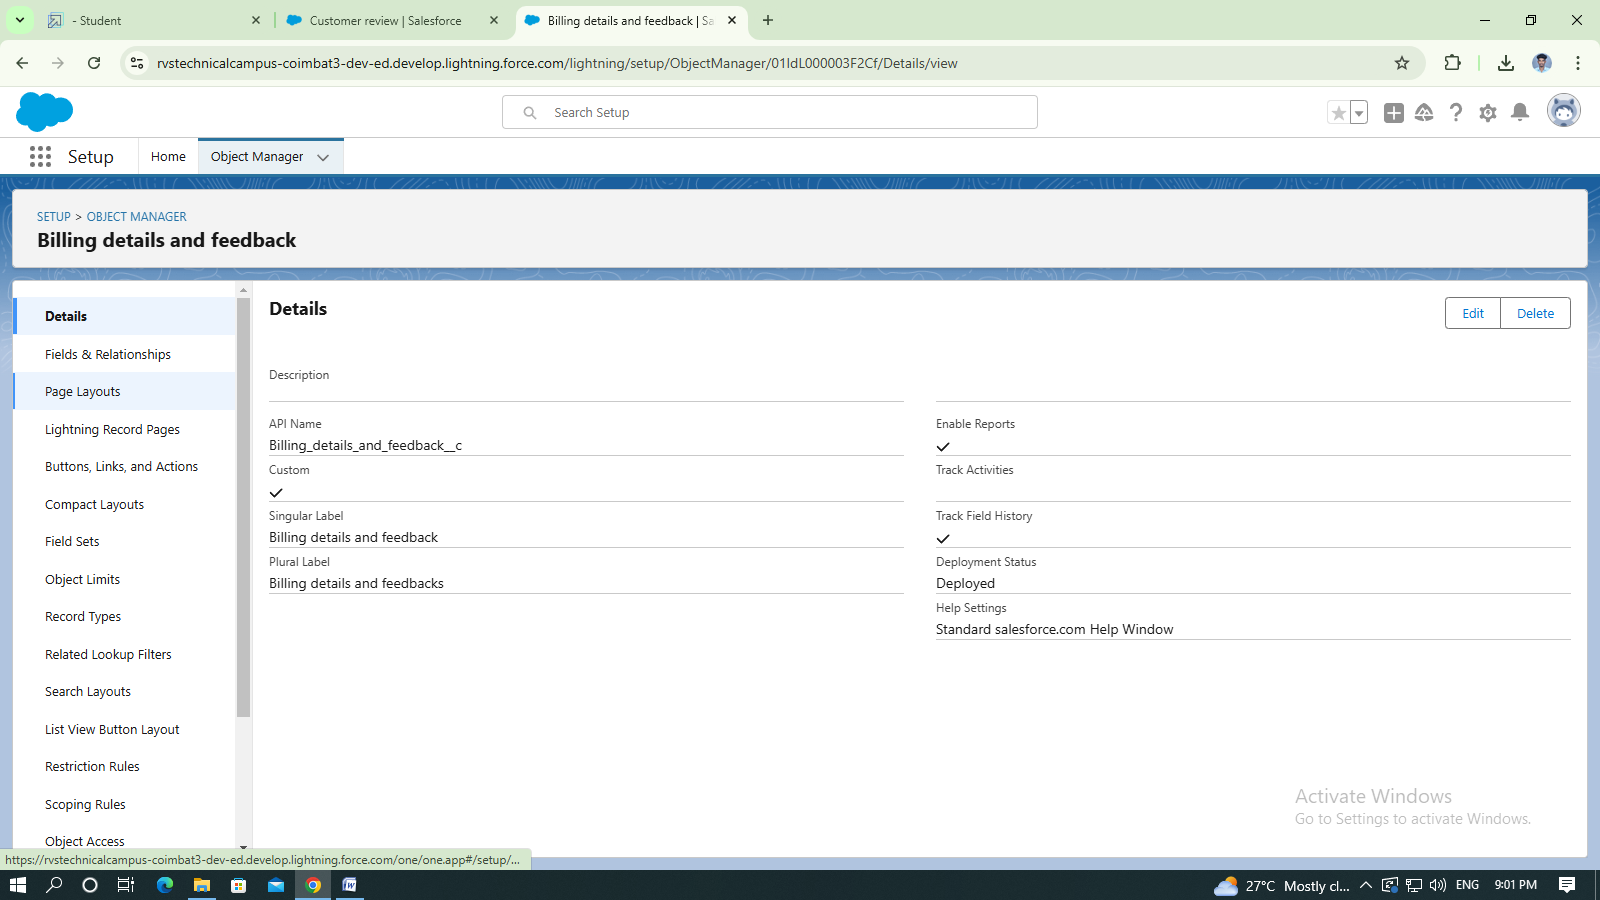 - Student
Customer review | Salesforce
Billing details and feedback | Sa
rvstechnicalcampus-coimbat3-dev-ed.develop.lightning.force.com/lightning/setup/ObjectManager/01IdL000003F2Cf/Details/view
Search Setup
Setup
Home
Object Manager
SETUP > OBJECT MANAGER
Billing details and feedback
Details
Fields & Relationships
Page Layouts
Lightning Record Pages
Buttons, Links, and Actions
Compact Layouts
Field Sets
Object Limits
Record Types
Related Lookup Filters
Search Layouts
List View Button Layout
Restriction Rules
Scoping Rules
Object Access
Details
Edit
Delete
Description
API Name
Billing_details_and_feedback__c
Custom
Singular Label
Billing details and feedback
Plural Label
Billing details and feedbacks
Enable Reports
Track Activities
Track Field History
Deployment Status
Deployed
Help Settings
Standard salesforce.com Help Window
Activate Windows
Go to Settings to activate Windows.
https://rvstechnicalcampus-coimbat3-dev-ed.develop.lightning.force.com/one/one.app#/setup/...
27°C Mostly cl...
ENG
9:01 PM